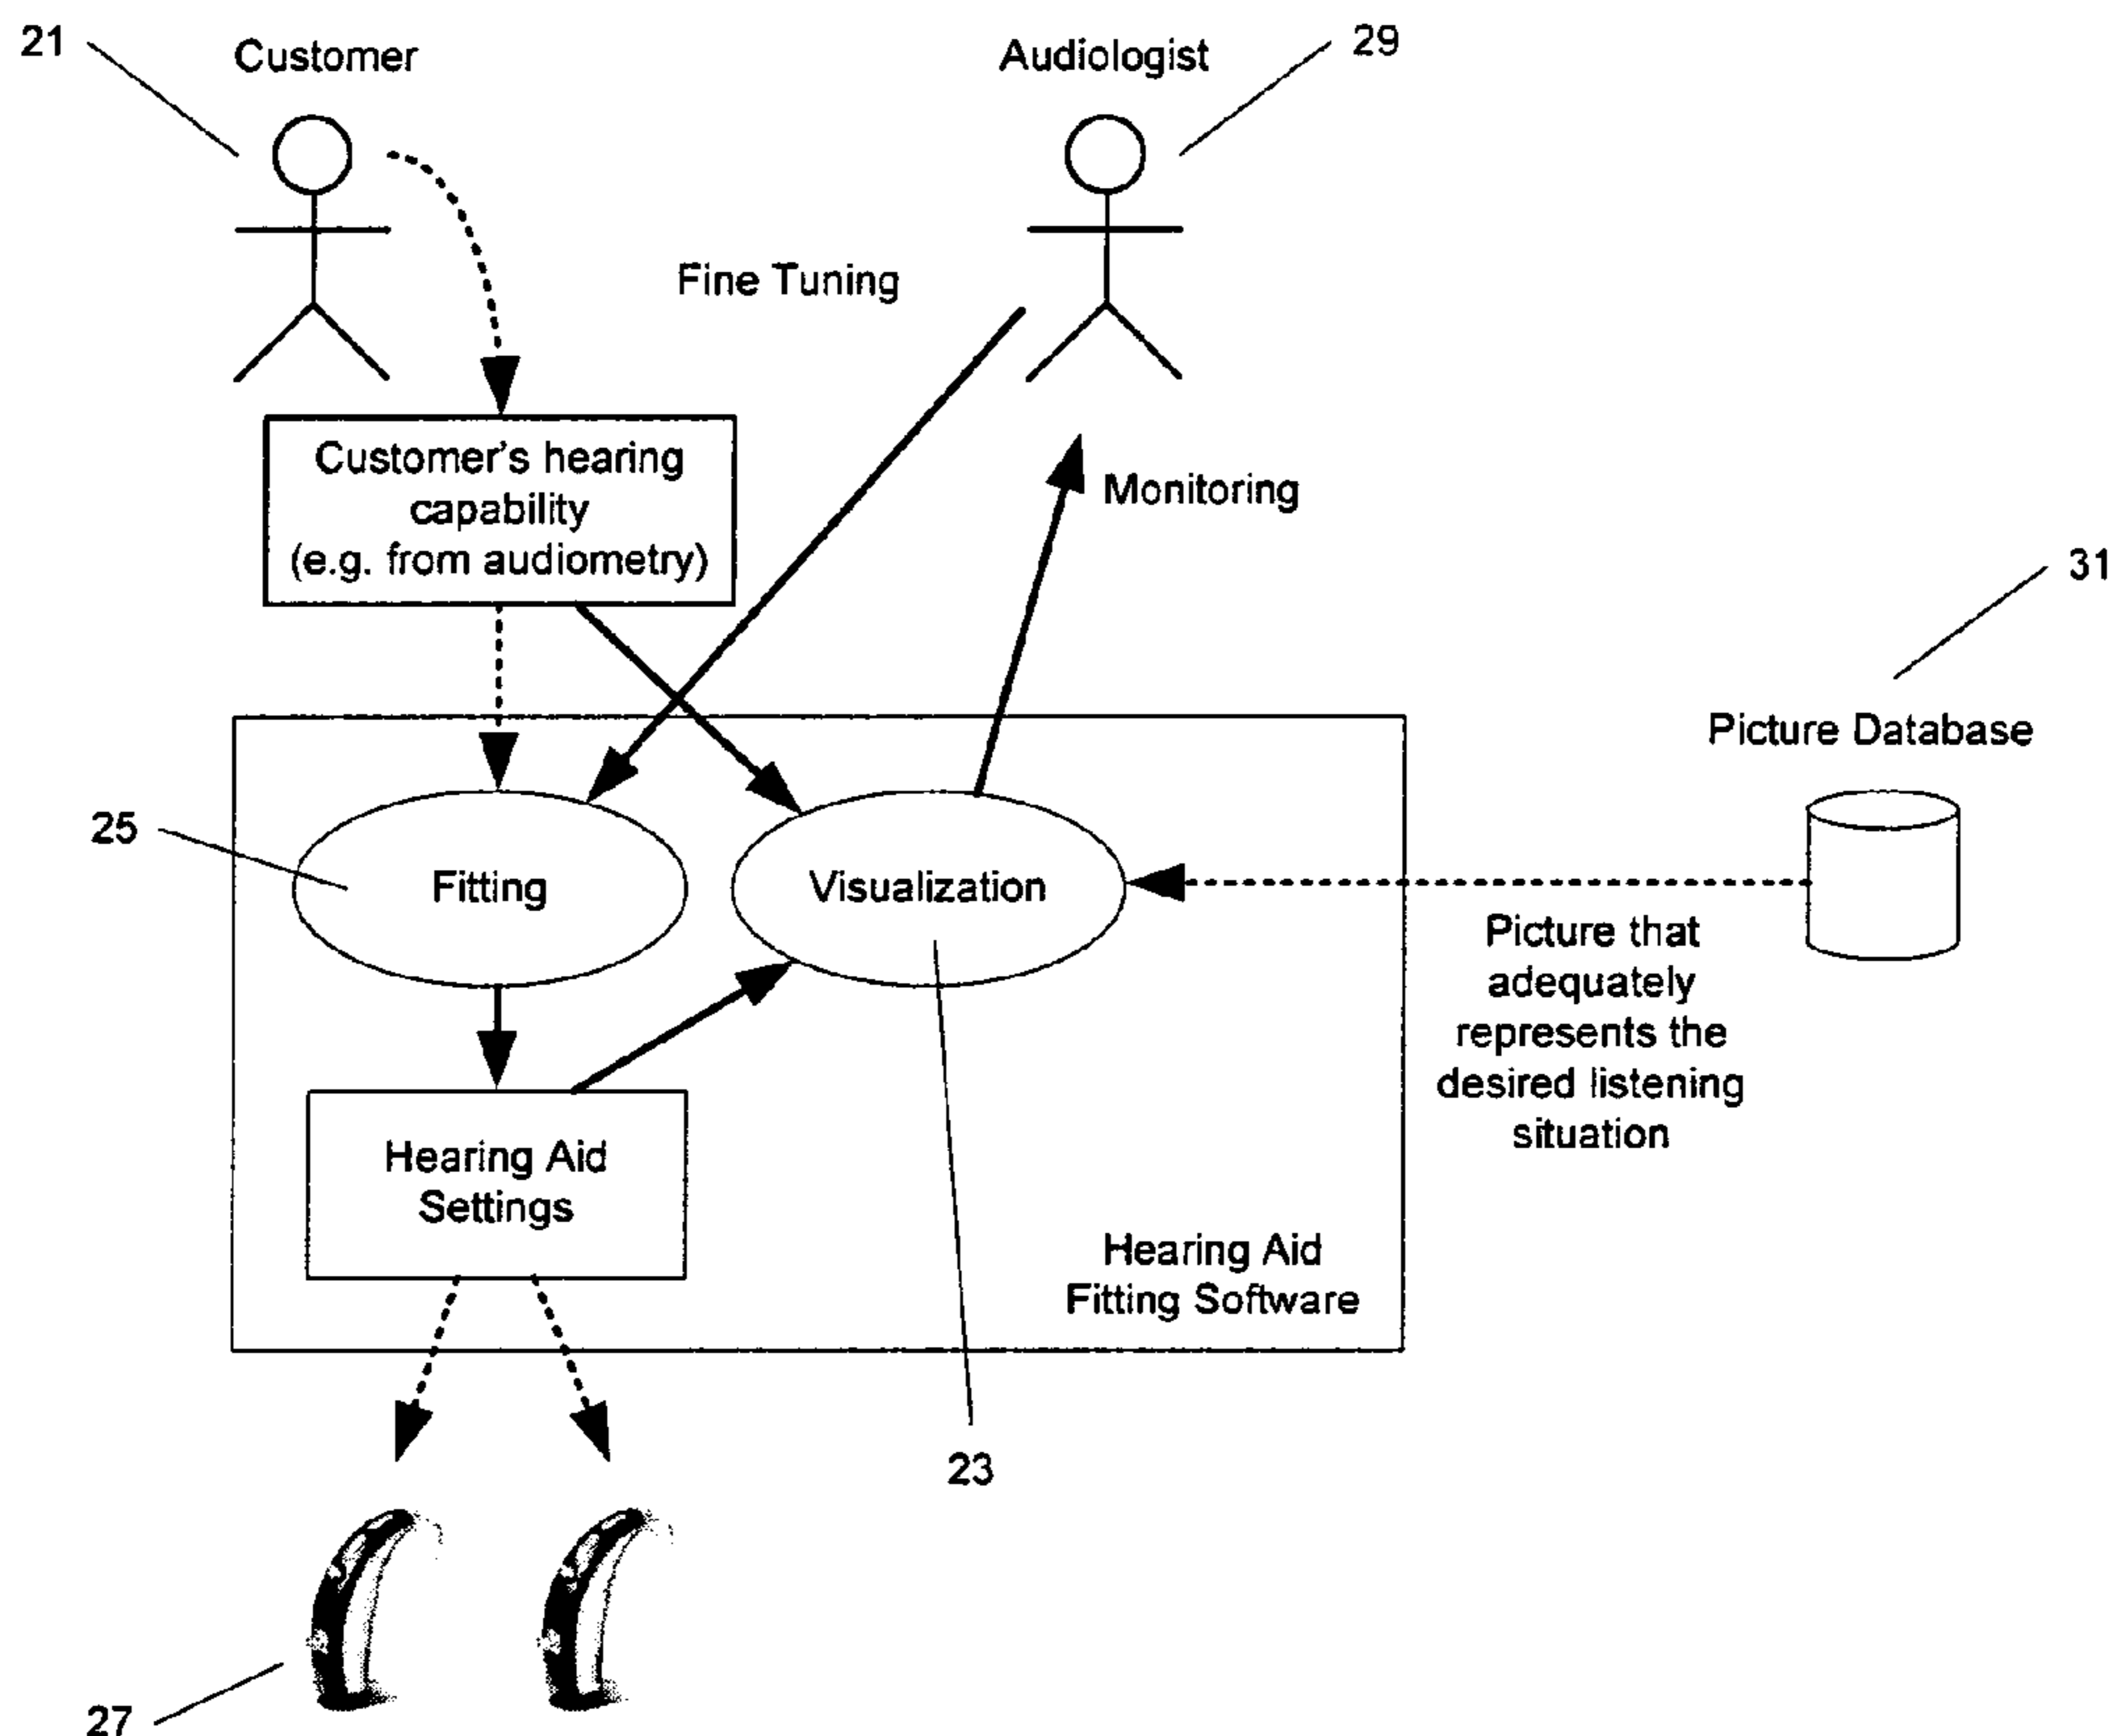 21
Customer
Audiologist
29
Fine Tuning
Customer's hearing
capability
(e.g. from audiometry)
Monitoring
31
Picture Database
25
Fitting
Visualization
Picture that
adequately
represents the
desired listening
situation
Hearing Aid
Settings
Hearing Aid
Fitting Software
23
27